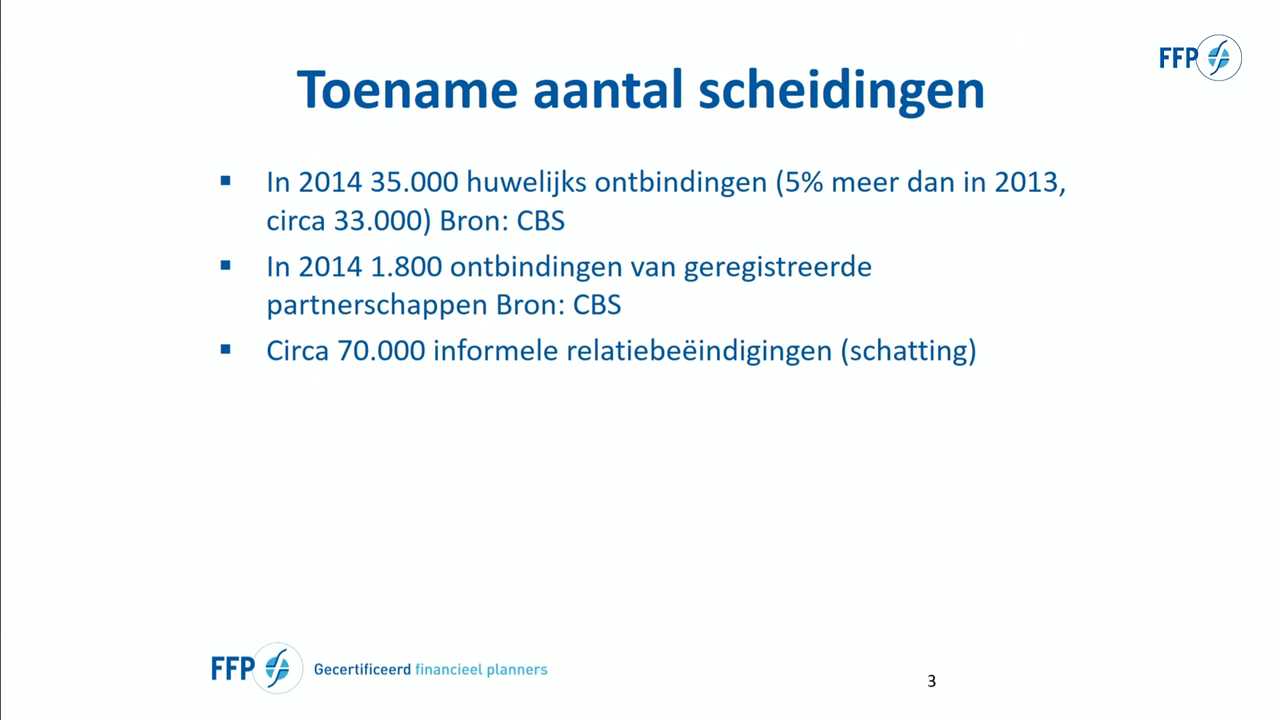 FFP
Toename aantal scheidingen
▪ In 2014 35.000 huwelijks ontbindingen (5% meer dan in 2013,
circa 33.000) Bron: CBS
▪ In 2014 1.800 ontbindingen van geregistreerde
partnerschappen Bron: CBS
▪ Circa 70.000 informele relatiebeëindigingen (schatting)
FFP Gecertificeerd financieel planners
3